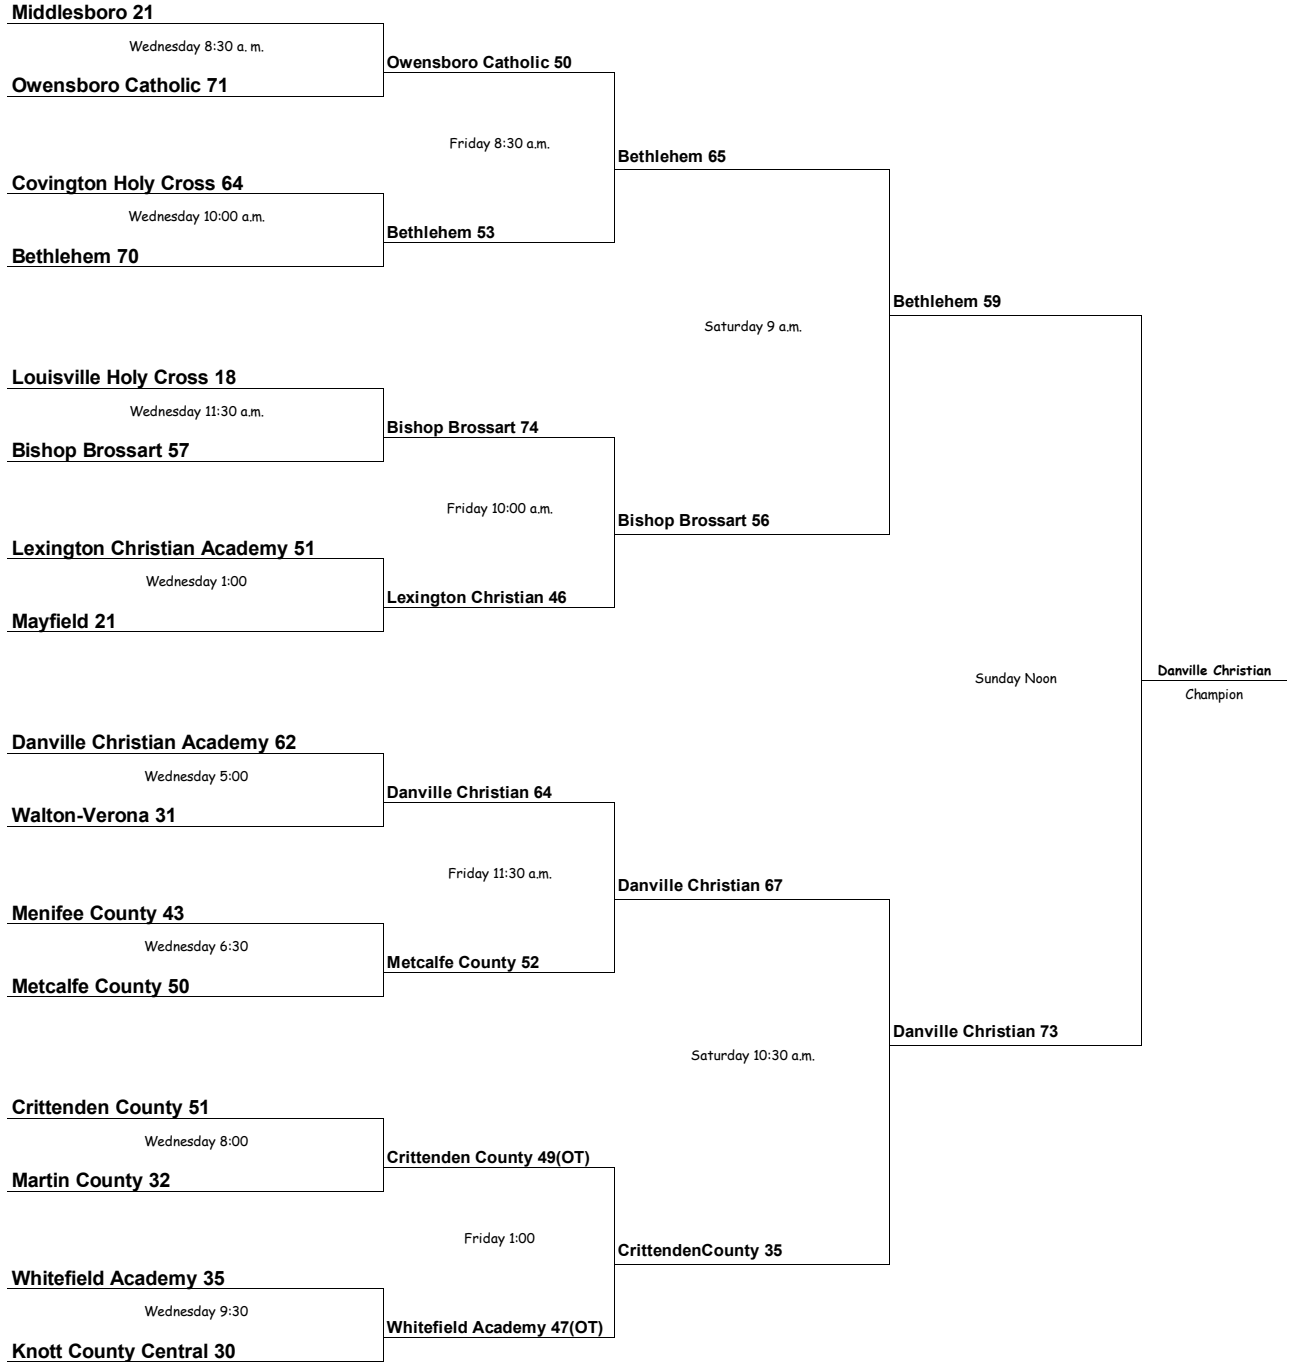 Middlesboro 21
Wednesday 8:30 a. m.
Owensboro Catholic 50
Owensboro Catholic 71
Friday 8:30 a.m.
Bethlehem 65
Covington Holy Cross 64
Wednesday 10:00 a.m.
Bethlehem 53
Bethlehem 70
Bethlehem 59
Saturday 9 a.m.
Louisville Holy Cross 18
Wednesday 11:30 a.m.
Bishop Brossart 74
Bishop Brossart 57
Friday 10:00 a.m.
Bishop Brossart 56
Lexington Christian Academy 51
Wednesday 1:00
Lexington Christian 46
Mayfield 21
Danville Christian
Sunday Noon
Champion
Danville Christian Academy 62
Wednesday 5:00
Danville Christian 64
Walton-Verona 31
Friday 11:30 a.m.
Danville Christian 67
Menifee County 43
Wednesday 6:30
Metcalfe County 52
Metcalfe County 50
Danville Christian 73
Saturday 10:30 a.m.
Crittenden County 51
Wednesday 8:00
Crittenden County 49(OT)
Martin County 32
Friday 1:00
CrittendenCounty 35
Whitefield Academy 35
Wednesday 9:30
Whitefield Academy 47(OT)
Knott County Central 30